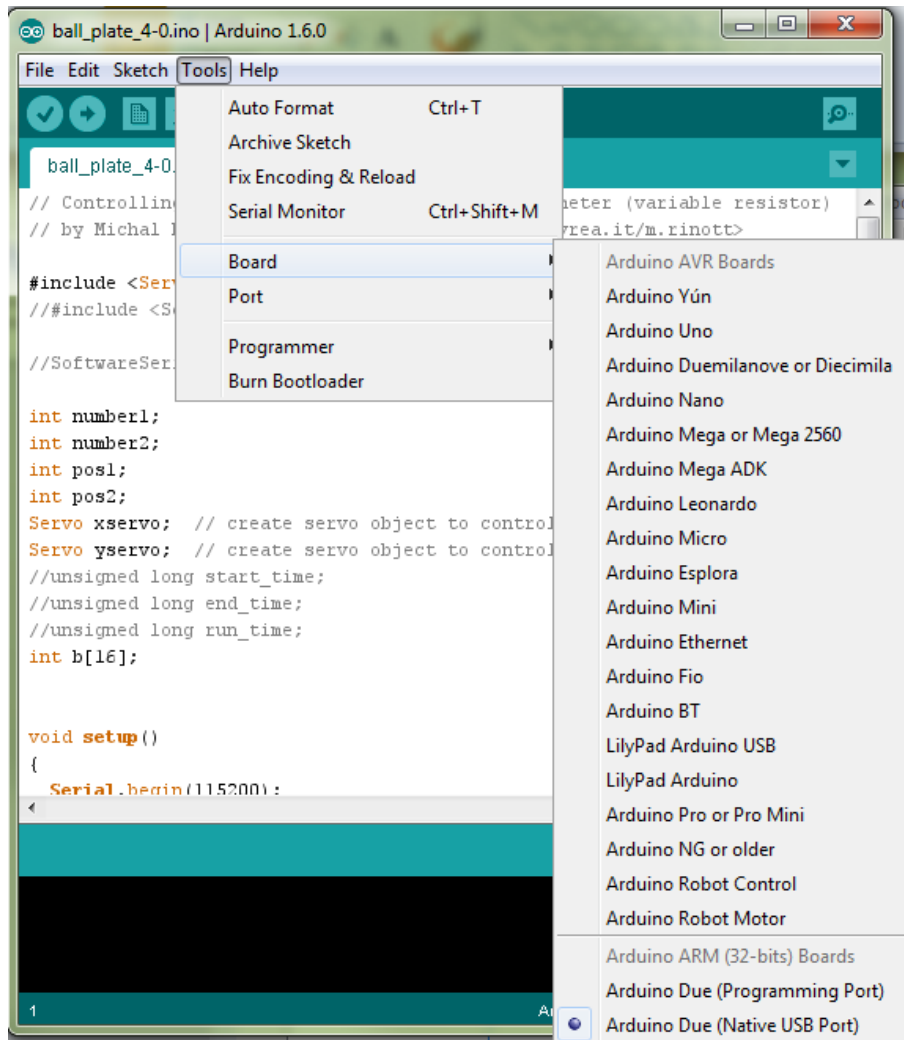 ball_plate_4-0.ino | Arduino 1.6.0
File Edit Sketch Tools Help
Auto Format Ctrl+T
Archive Sketch
Fix Encoding & Reload
Serial Monitor Ctrl+Shift+M
Board
Port
Programmer
Burn Bootloader
ball_plate_4-0.
// Controllin
eter (variable resistor)
// by Michal
rea.it/m.rinott>
#include <Ser
//#include <S
//SoftwareSer
int number1;
int number2;
int pos1;
int pos2;
Servo xservo; // create servo object to control
Servo yservo; // create servo object to control
//unsigned long start_time;
//unsigned long end_time;
//unsigned long run_time;
int b[16];
void setup()
{
Serial.begin(115200);
1
Arduino AVR Boards
Arduino Yún
Arduino Uno
Arduino Duemilanove or Diecimila
Arduino Nano
Arduino Mega or Mega 2560
Arduino Mega ADK
Arduino Leonardo
Arduino Micro
Arduino Esplora
Arduino Mini
Arduino Ethernet
Arduino Fio
Arduino BT
LilyPad Arduino USB
LilyPad Arduino
Arduino Pro or Pro Mini
Arduino NG or older
Arduino Robot Control
Arduino Robot Motor
Arduino ARM (32-bits) Boards
Arduino Due (Programming Port)
Arduino Due (Native USB Port)